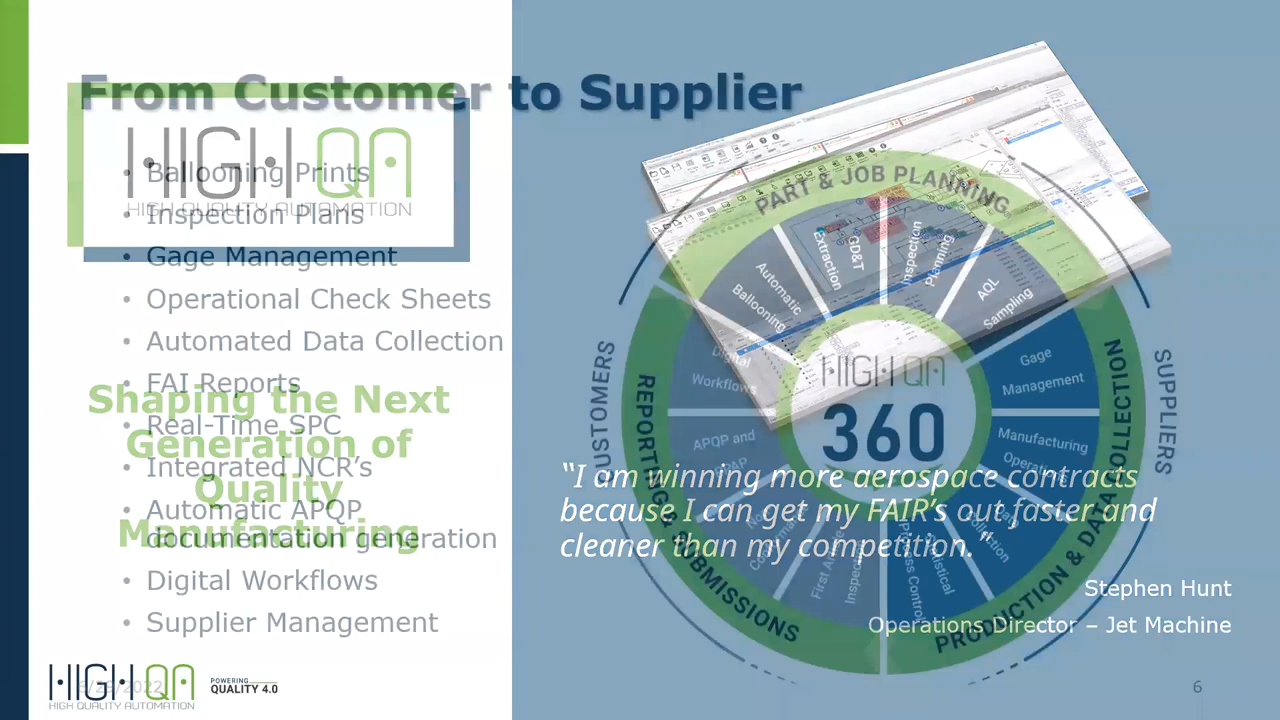 From Customer to Supplier
HIGH QA
HIGH QUALITY AUTOMATION
• Ballooning Prints
• Inspection Plans
• Gage Management
• Operational Check Sheets
• Automated Data Collection
• FAI Reports
• Real-Time SPC
• Integrated NCR’s
• Automatic APQP
documentation generation
• Digital Workflows
• Supplier Management
Shaping the Next
Generation of
Quality
Manufacturing
PART & JOB PLANNING
Automatic
Ballooning
GD&T
Extraction
Inspection
Planning
AQL
Sampling
Gage
Management
Manufacturing
Digital
Workflows
APQP and
First
Statistical
Process Control
HIGH QA
360
CUSTOMERS
SUPPLIERS
REPORTING & SUBMISSIONS
PRODUCTION & DATA COLLECTION
“I am winning more aerospace contracts
because I can get my FAIR’s out faster and
cleaner than my competition.”
Stephen Hunt
Operations Director – Jet Machine
HIGH QA
HIGH QUALITY AUTOMATION
POWERING
QUALITY 4.0
6